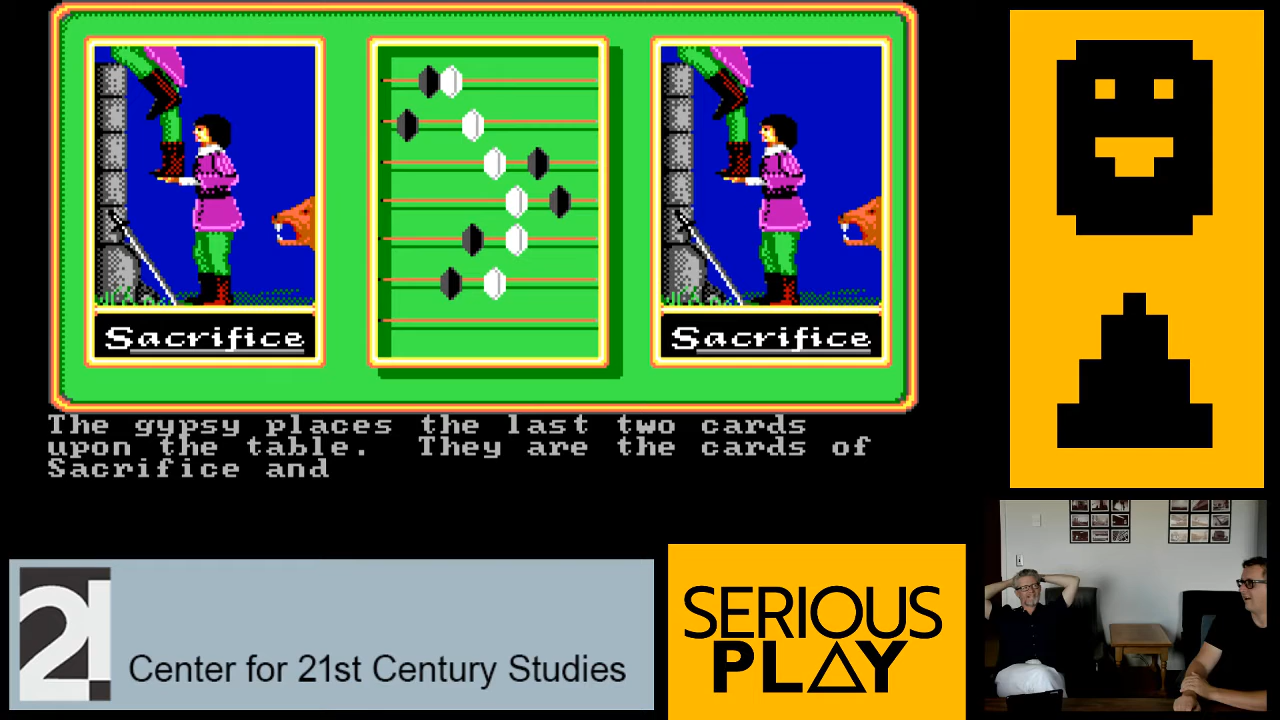 Sacrifice
Sacrifice
The gypsy places the last two cards
upon the table.  They are the cards of
Sacrifice and
21
Center for 21st Century Studies
SERIOUS
PLAY